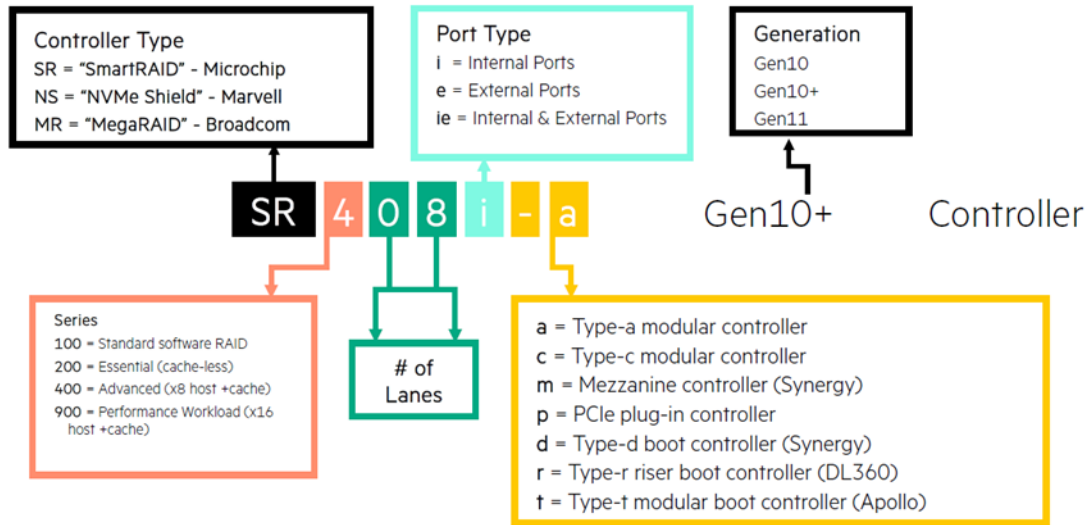 Controller Type
SR = “SmartRAID” - Microchip
NS = “NVMe Shield” - Marvell
MR = “MegaRAID” - Broadcom
Port Type
i = Internal Ports
e = External Ports
ie = Internal & External Ports
Generation
Gen10
Gen10+
Gen11
SR 4 0 8 i - a Gen10+ Controller
Series
100 = Standard software RAID
200 = Essential (cache-less)
400 = Advanced (x8 host +cache)
900 = Performance Workload (x16
host +cache)
# of
Lanes
a = Type-a modular controller
c = Type-c modular controller
m = Mezzanine controller (Synergy)
p = PCIe plug-in controller
d = Type-d boot controller (Synergy)
r = Type-r riser boot controller (DL360)
t = Type-t modular boot controller (Apollo)